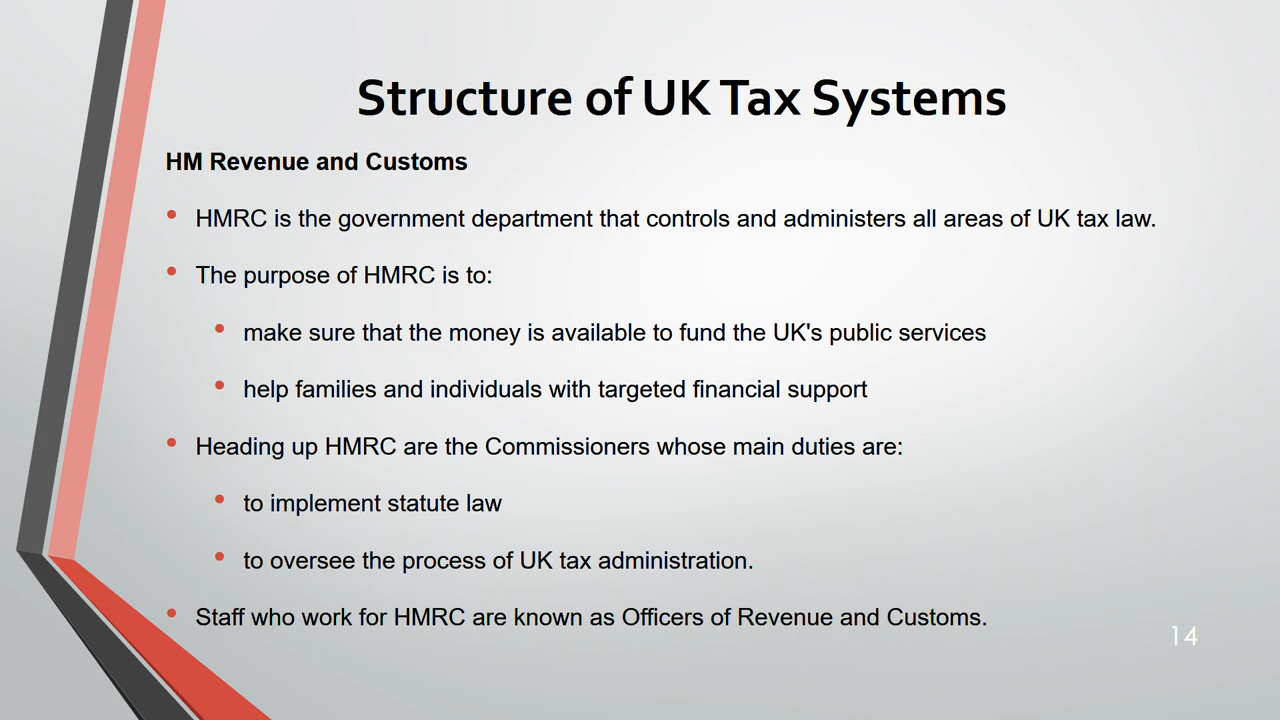 Structure of UK Tax Systems
HM Revenue and Customs
• HMRC is the government department that controls and administers all areas of UK tax law.
• The purpose of HMRC is to:
• make sure that the money is available to fund the UK's public services
• help families and individuals with targeted financial support
• Heading up HMRC are the Commissioners whose main duties are:
• to implement statute law
• to oversee the process of UK tax administration.
• Staff who work for HMRC are known as Officers of Revenue and Customs.
14